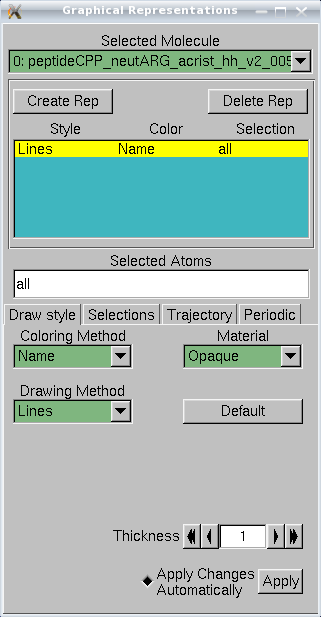 Graphical Representations
Selected Molecule
0: peptideCPP_neutARG_acrist_hh_v2_005
Create Rep Delete Rep
Style Color Selection
Lines Name all
Selected Atoms
all
Draw style Selections Trajectory Periodic
Coloring Method Material
Name Opaque
Drawing Method
Lines Default
Thickness 1
Apply Changes
Automatically Apply